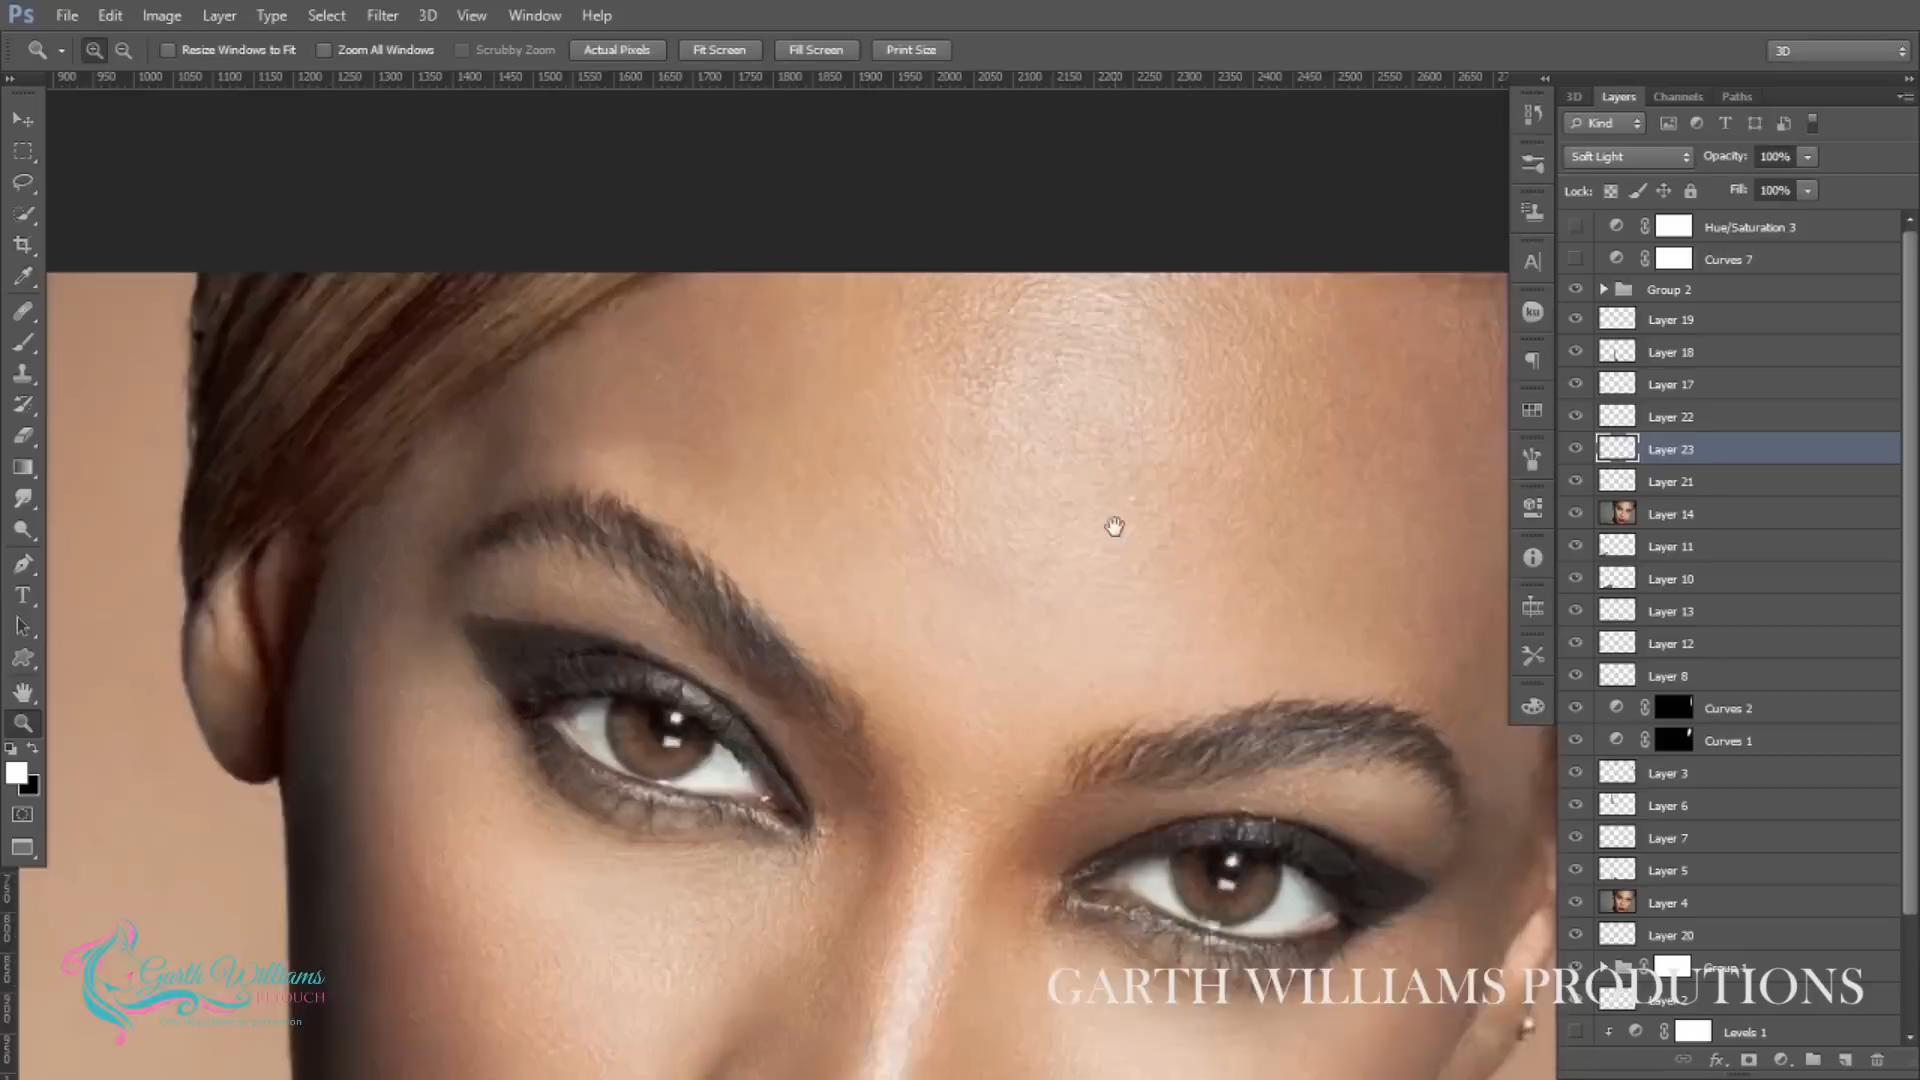 Ps File Edit Image Layer Type Select Filter 3D View Window Help
Resize Windows to Fit Zoom All Windows Scrubby Zoom Actual Pixels Fit Screen Fill Screen Print Size 3D
900 950 1000 1050 1100 1150 1200 1250 1300 1350 1400 1450 1500 1550 1600 1650 1700 1750 1800 1850 1900 1950 2000 2050 2100 2150 2200 2250 2300 2350 2400 2450 2500 2550 2600 2650
3D Layers Channels Paths
Kind
Soft Light Opacity: 100%
Lock: Fill: 100%
Hue/Saturation 3
Curves 7
Group 2
Layer 19
Layer 18
Layer 17
Layer 22
Layer 23
Layer 21
Layer 14
Layer 11
Layer 10
Layer 13
Layer 12
Layer 8
Curves 2
Curves 1
Layer 3
Layer 6
Layer 7
Layer 5
Layer 4
Layer 20
Group 1
Layer 2
Levels 1
ku
Garth Williams
RETOUCH
GARTH WILLIAMS PRODUTIONS